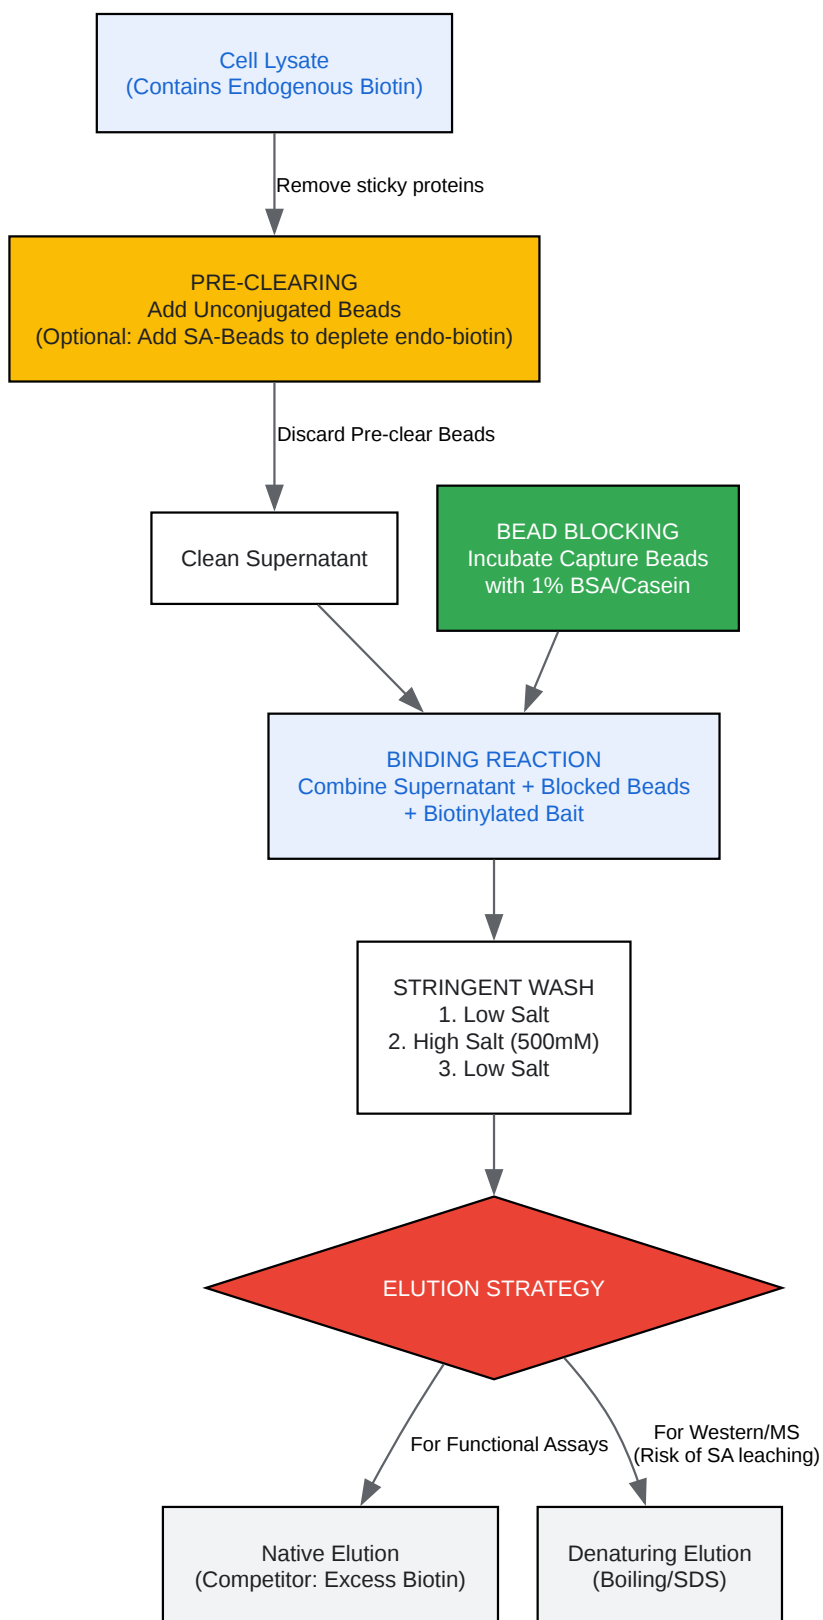 Cell Lysate
(Contains Endogenous Biotin)
Remove sticky proteins
PRE-CLEARING
Add Unconjugated Beads
(Optional: Add SA-Beads to deplete endo-biotin)
Discard Pre-clear Beads
Clean Supernatant
BEAD BLOCKING
Incubate Capture Beads
with 1% BSA/Casein
BINDING REACTION
Combine Supernatant + Blocked Beads
+ Biotinylated Bait
STRINGENT WASH
1. Low Salt
2. High Salt (500mM)
3. Low Salt
ELUTION STRATEGY
For Functional Assays
For Western/MS
(Risk of SA leaching)
Native Elution
(Competitor: Excess Biotin)
Denaturing Elution
(Boiling/SDS)